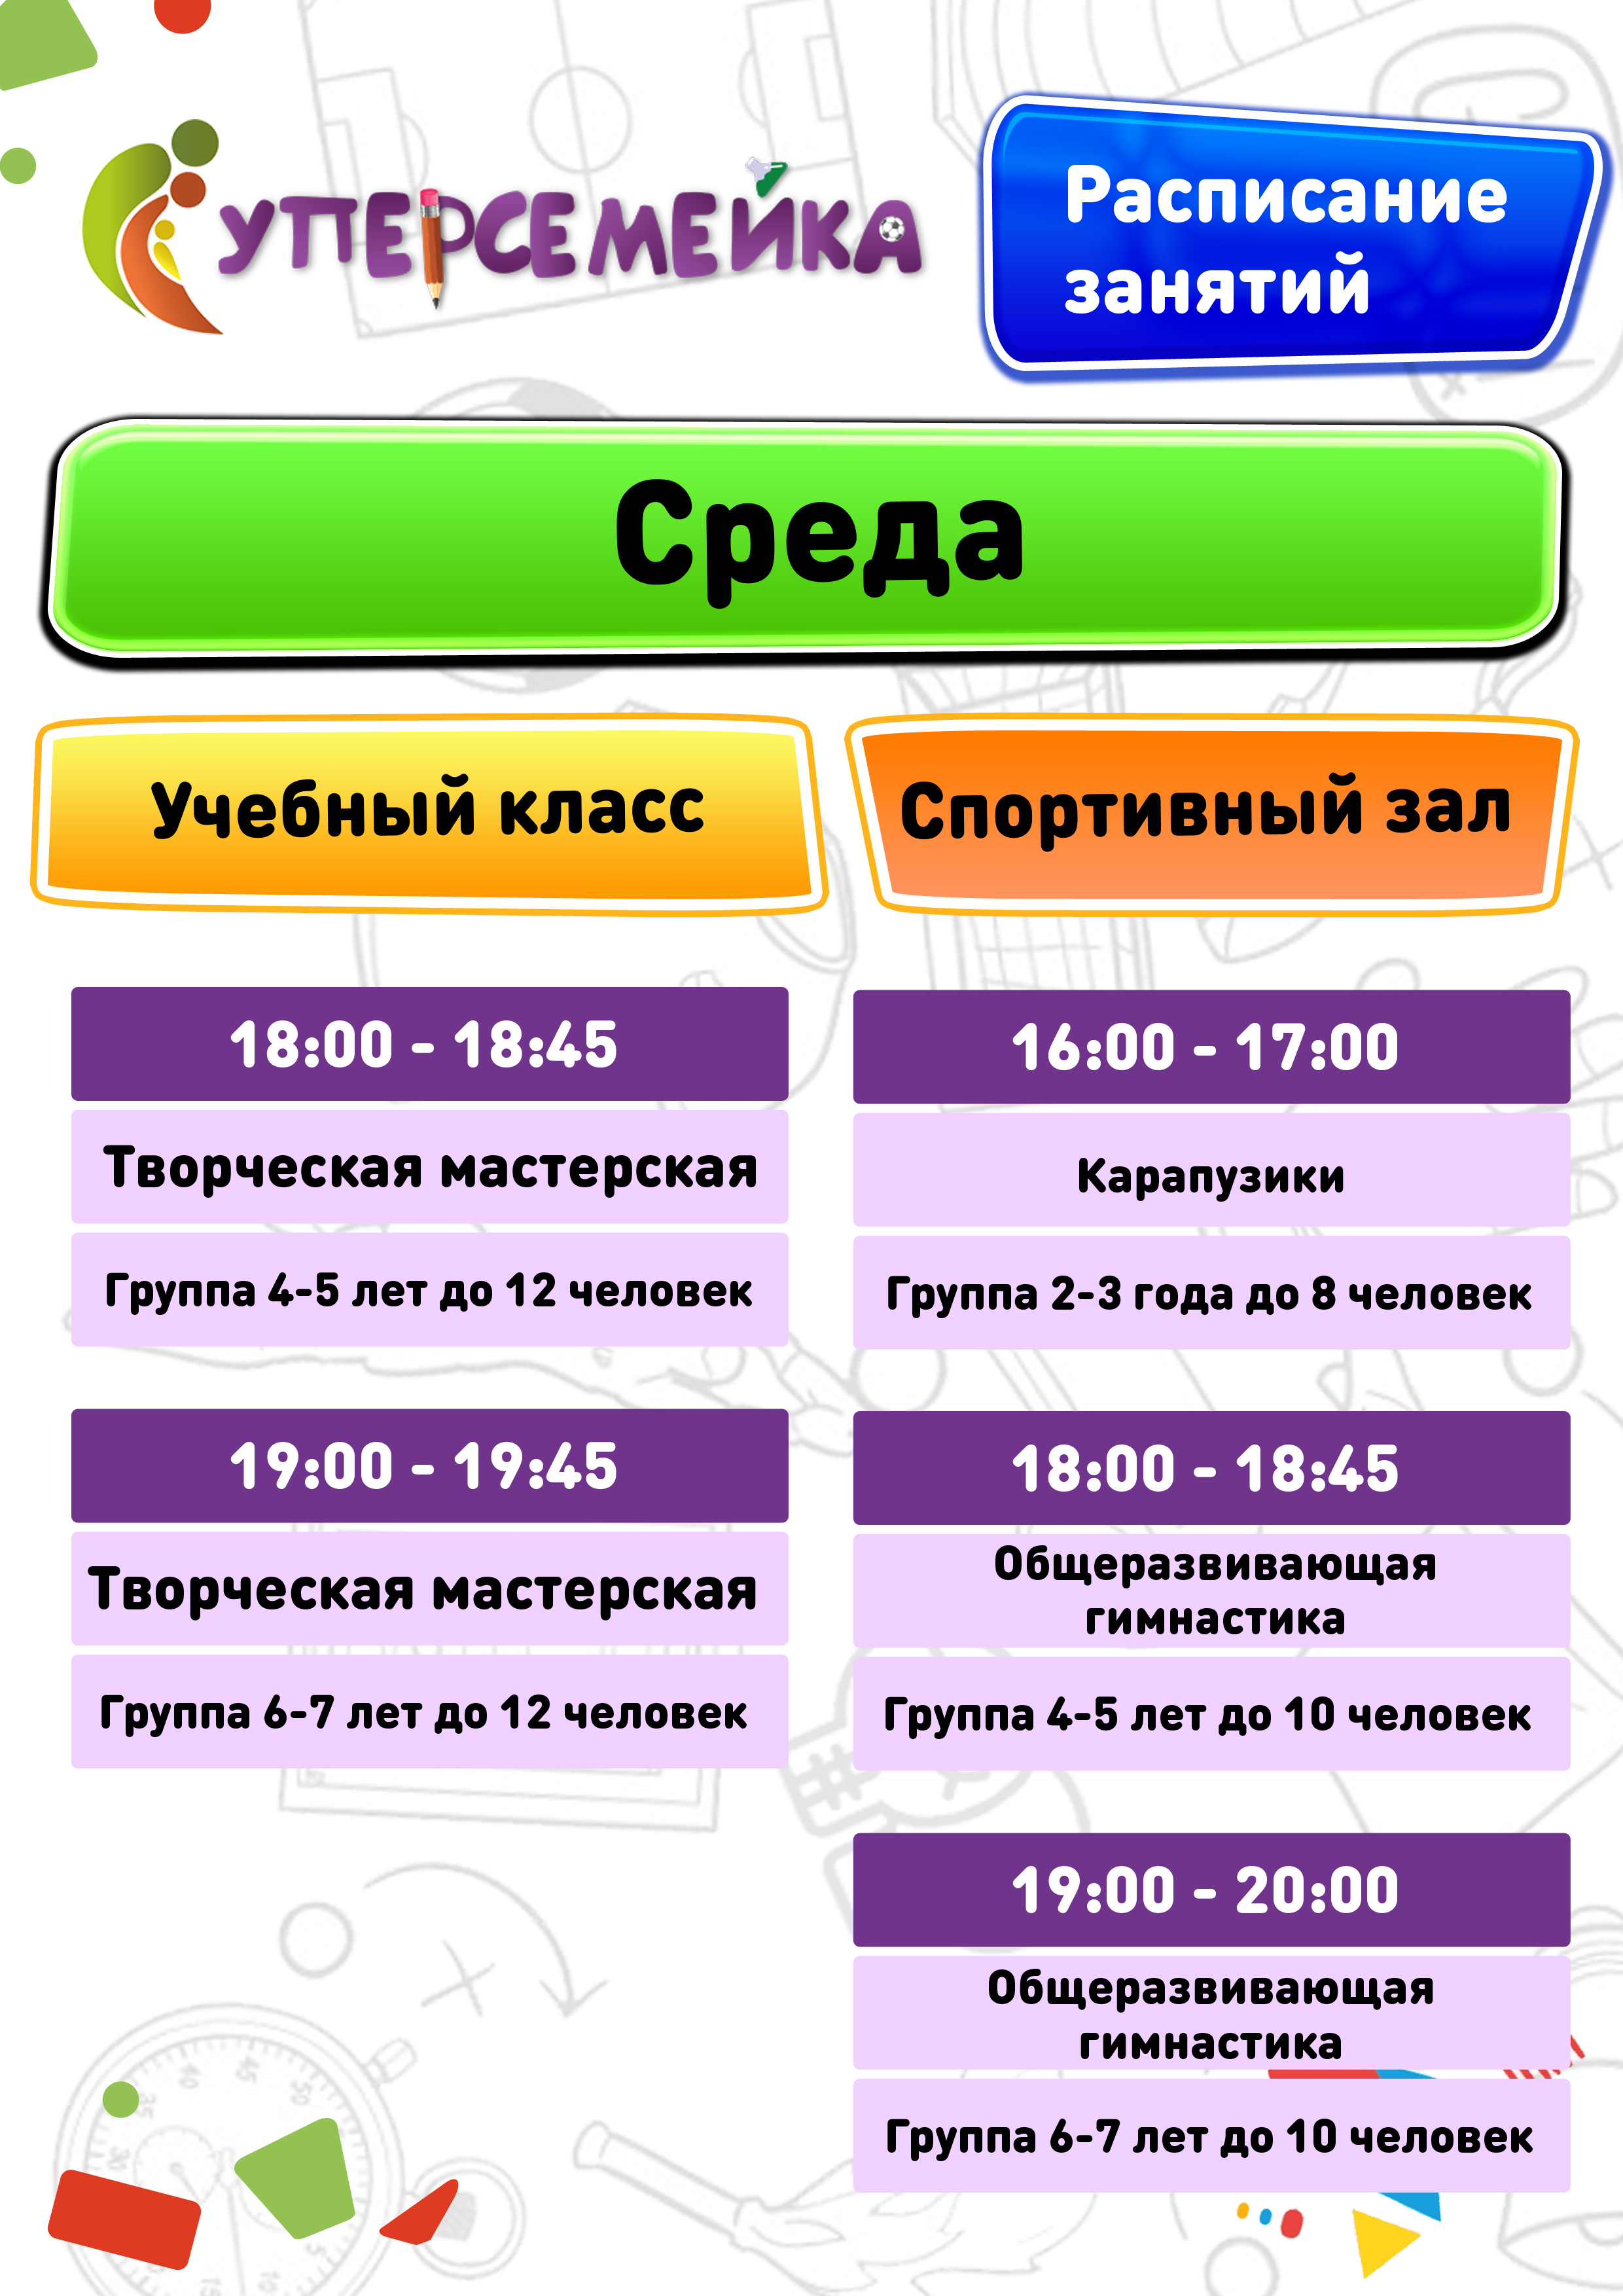 Суперсемейка
Расписание
занятий
Среда
Учебный класс
18:00 - 18:45
Творческая мастерская
Группа 4-5 лет до 12 человек
19:00 - 19:45
Творческая мастерская
Группа 6-7 лет до 12 человек
Спортивный зал
16:00 - 17:00
Карапузики
Группа 2-3 года до 8 человек
18:00 - 18:45
Общеразвивающая
гимнастика
Группа 4-5 лет до 10 человек
19:00 - 20:00
Общеразвивающая
гимнастика
Группа 6-7 лет до 10 человек